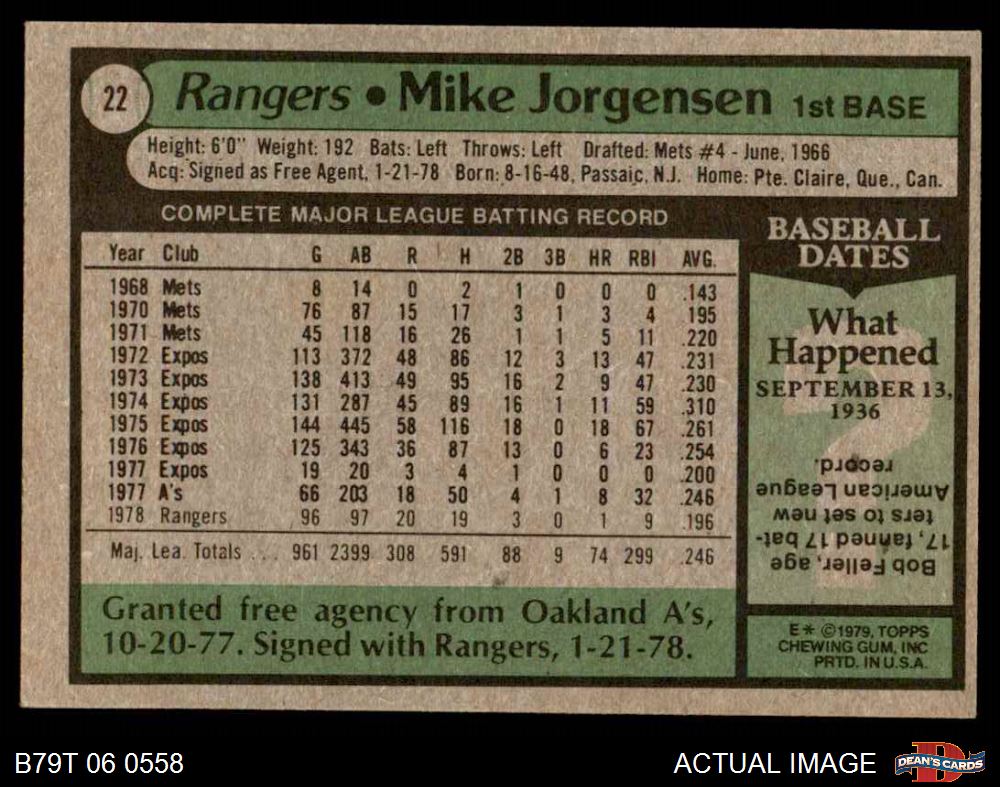 22 Rangers • Mike Jorgensen 1st BASE
Height: 6'0" Weight: 192 Bats: Left Throws: Left Drafted: Mets #4 - June, 1966
Acq: Signed as Free Agent, 1-21-78 Born: 8-16-48, Passaic, N.J. Home: Pte. Claire, Que., Can.
COMPLETE MAJOR LEAGUE BATTING RECORD
Year Club G AB R H 2B 3B HR RBI AVG.
1968 Mets 8 14 0 2 1 0 0 0 .143
1970 Mets 76 87 15 17 3 1 3 4 .195
1971 Mets 45 118 16 26 1 1 5 11 .220
1972 Expos 113 372 48 86 12 3 13 47 .231
1973 Expos 138 413 49 95 16 2 9 47 .230
1974 Expos 131 287 45 89 16 1 11 59 .310
1975 Expos 144 445 58 116 18 0 18 67 .261
1976 Expos 125 343 36 87 13 0 6 23 .254
1977 Expos 19 20 3 4 1 0 0 0 .200
1977 A's 66 203 18 50 4 1 8 32 .246
1978 Rangers 96 97 20 19 3 0 1 9 .196
Maj. Lea. Totals ... 961 2399 308 591 88 9 74 299 .246
Granted free agency from Oakland A's,
10-20-77. Signed with Rangers, 1-21-78.
BASEBALL
DATES
What
Happened
SEPTEMBER 13,
1936
Bob Feller, age
17, fanned 17 bat-
ters to set new
American League
record.
E* ©1979, TOPPS
CHEWING GUM, INC
PRTD. IN U.S.A.
B79T 06 0558
ACTUAL IMAGE
D
DEAN'S CARDS